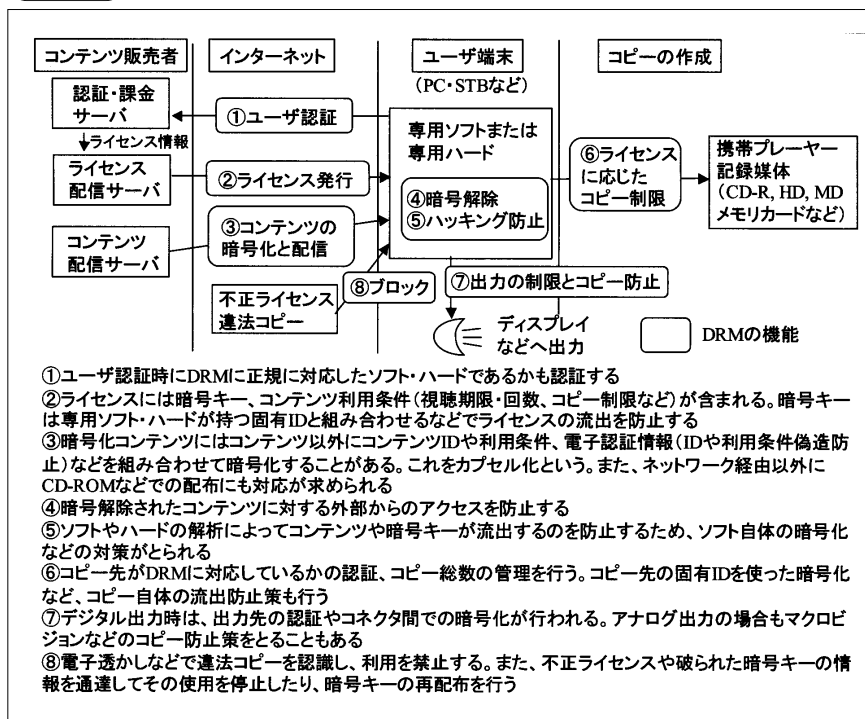 コンテンツ販売者
インターネット
ユーザ端末
(PC・STBなど)
コピーの作成
認証・課金
サーバ
①ユーザ認証
↓ライセンス情報
ライセンス
配信サーバ
②ライセンス発行
専用ソフトまたは
専用ハード
④暗号解除
⑤ハッキング防止
⑥ライセンス
に応じた
コピー制限
携帯プレーヤー
記録媒体
(CD-R, HD, MD
メモリカードなど)
コンテンツ
配信サーバ
③コンテンツの
暗号化と配信
不正ライセンス
違法コピー
⑧ブロック
⑦出力の制限とコピー防止
ディスプレイ
などへ出力
DRMの機能
①ユーザ認証時にDRMに正規に対応したソフト・ハードであるかも認証する
②ライセンスには暗号キー、コンテンツ利用条件(視聴期限・回数、コピー制限など)が含まれる。暗号キー
は専用ソフト・ハードが持つ固有IDと組み合わせるなどでライセンスの流出を防止する
③暗号化コンテンツにはコンテンツ以外にコンテンツIDや利用条件、電子認証情報(IDや利用条件偽造防
止)などを組み合わせて暗号化することがある。これをカプセル化という。また、ネットワーク経由以外に
CD-ROMなどでの配布にも対応が求められる
④暗号解除されたコンテンツに対する外部からのアクセスを防止する
⑤ソフトやハードの解析によってコンテンツや暗号キーが流出するのを防止するため、ソフト自体の暗号化
などの対策がとられる
⑥コピー先がDRMに対応しているかの認証、コピー総数の管理を行う。コピー先の固有IDを使った暗号化
など、コピー自体の流出防止策も行う
⑦デジタル出力時は、出力先の認証やコネクタ間での暗号化が行われる。アナログ出力の場合もマクロビ
ジョンなどのコピー防止策をとることもある
⑧電子透かしなどで違法コピーを認識し、利用を禁止する。また、不正ライセンスや破られた暗号キーの情
報を通達してその使用を停止したり、暗号キーの再配布を行う